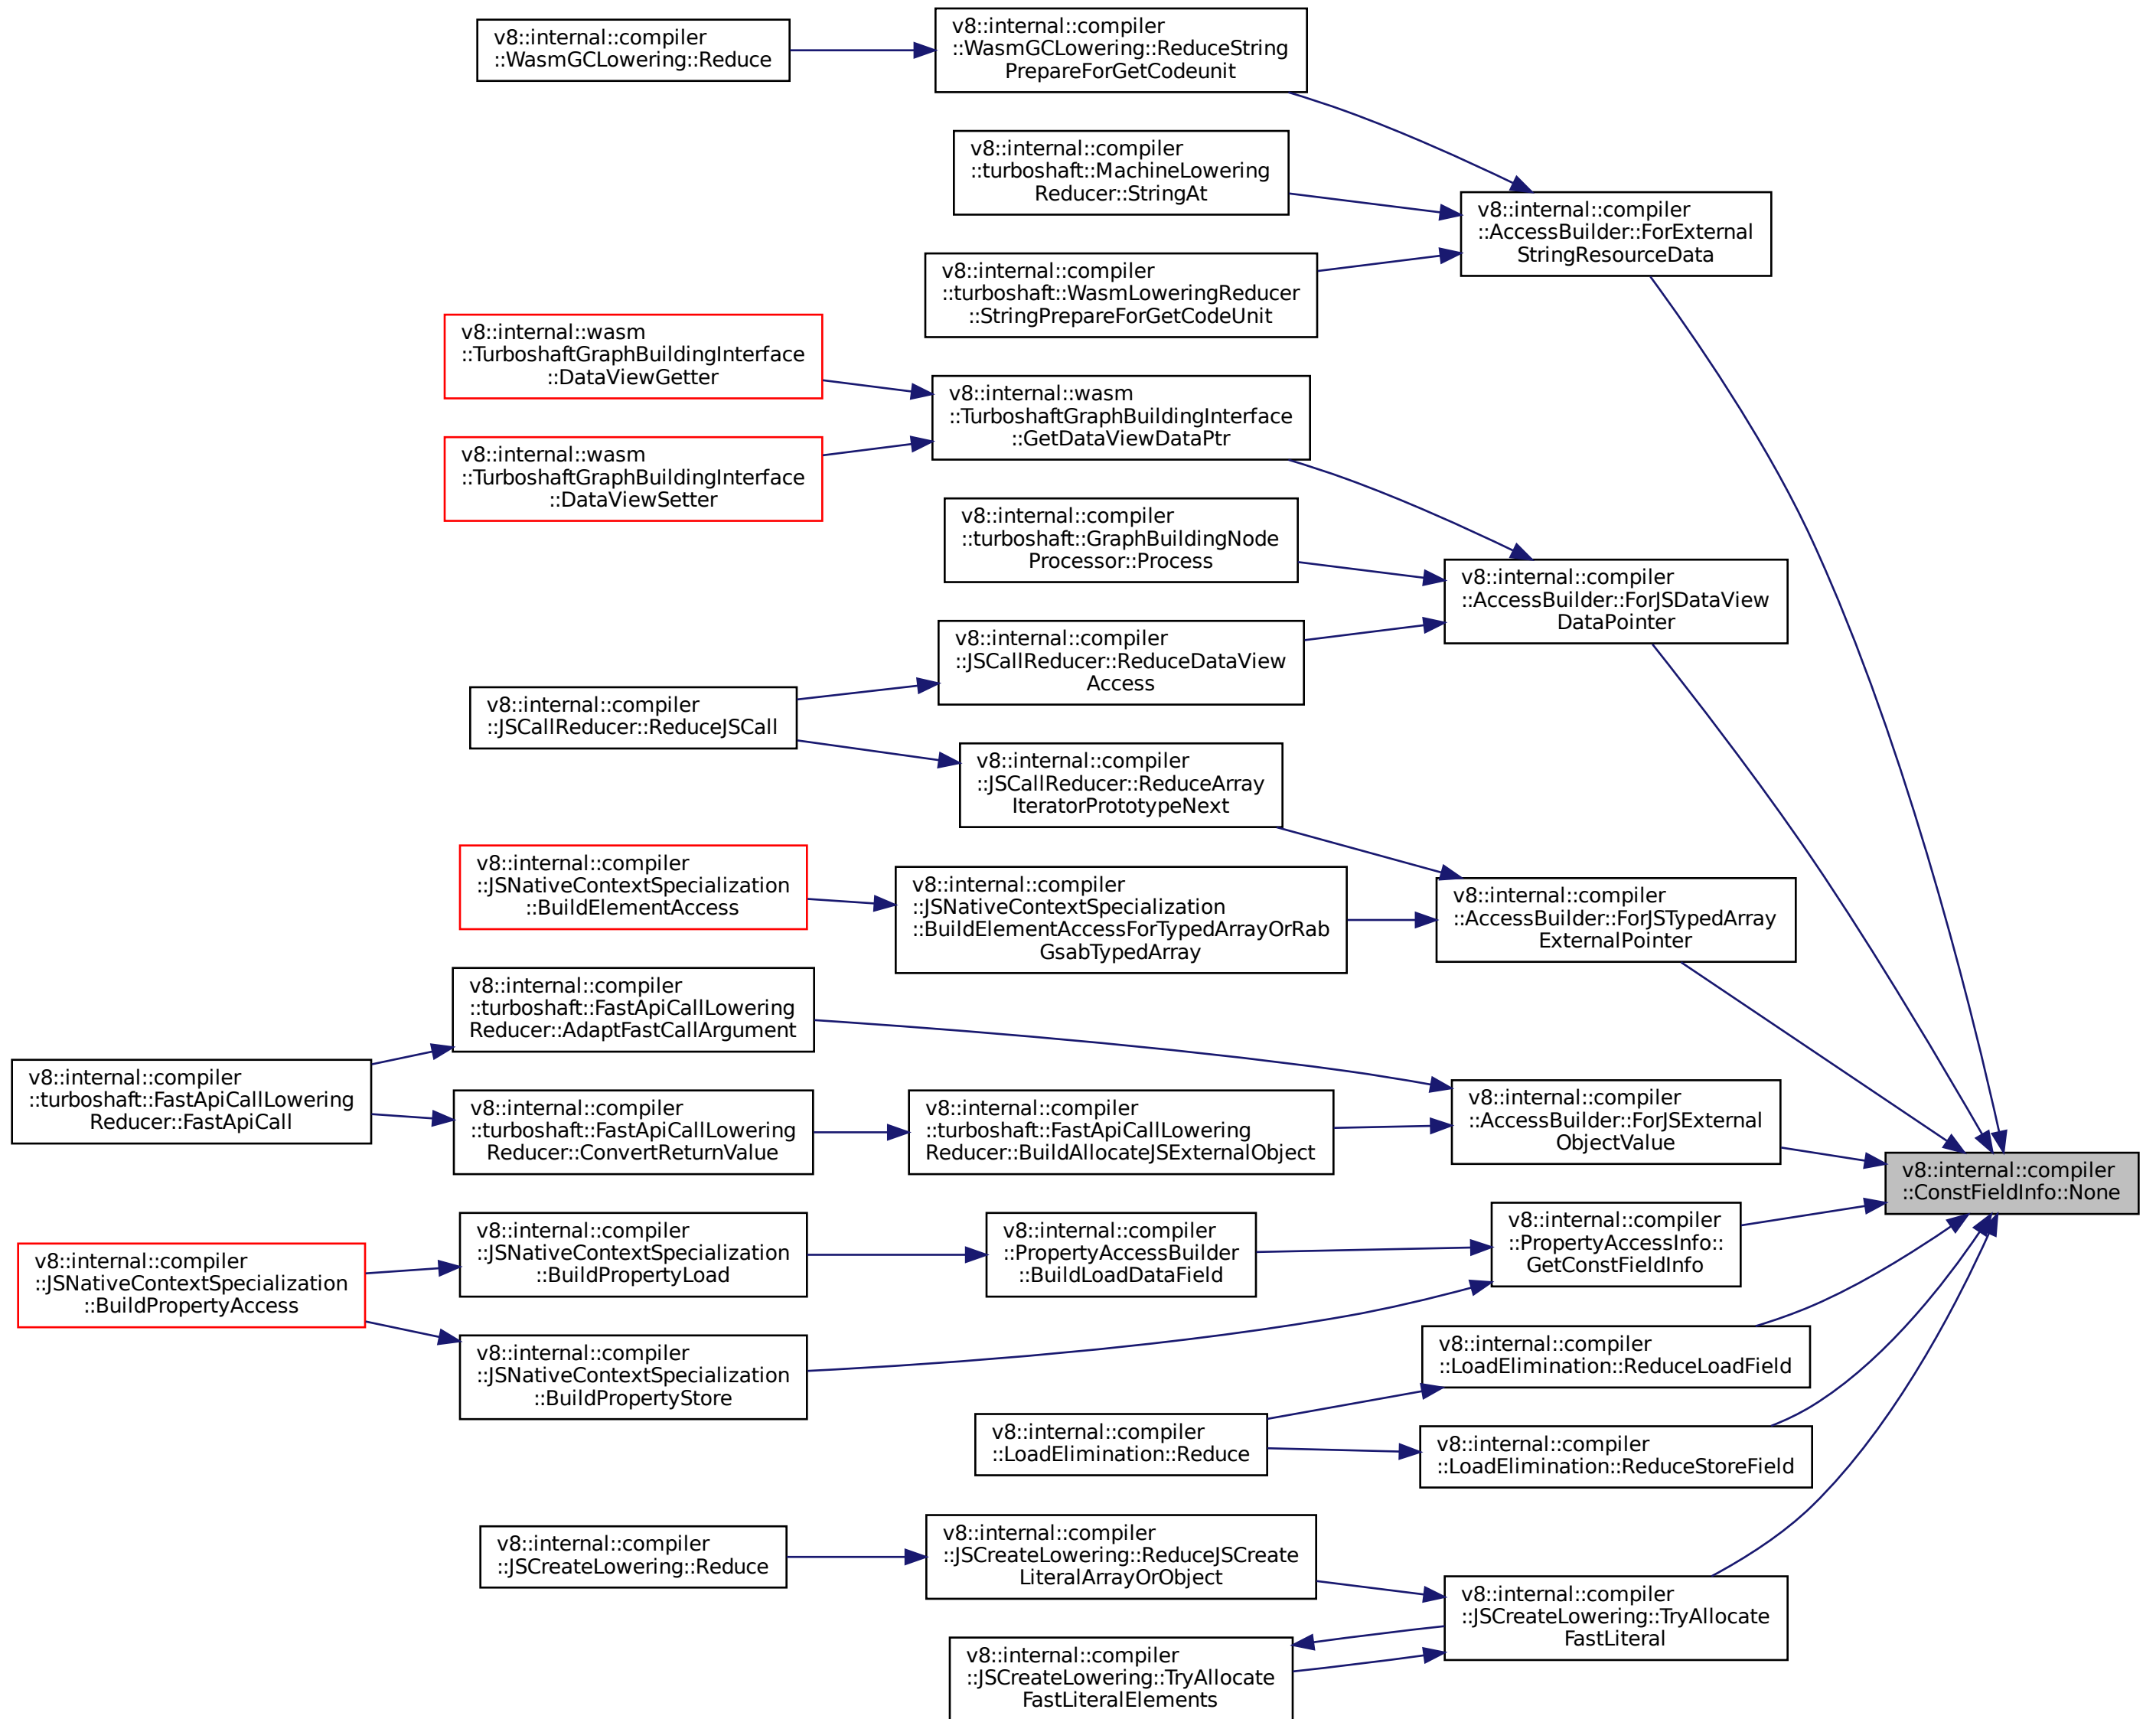 v8::internal::compiler
::WasmGCLowering::Reduce
v8::internal::compiler
::WasmGCLowering::ReduceString
PrepareForGetCodeunit
v8::internal::compiler
::turboshaft::MachineLowering
Reducer::StringAt
v8::internal::compiler
::AccessBuilder::ForExternal
StringResourceData
v8::internal::compiler
::turboshaft::WasmLoweringReducer
::StringPrepareForGetCodeUnit
v8::internal::wasm
::TurboshaftGraphBuildingInterface
::DataViewGetter
v8::internal::wasm
::TurboshaftGraphBuildingInterface
::GetDataViewDataPtr
v8::internal::wasm
::TurboshaftGraphBuildingInterface
::DataViewSetter
v8::internal::compiler
::turboshaft::GraphBuildingNode
Processor::Process
v8::internal::compiler
::AccessBuilder::ForJSDataView
DataPointer
v8::internal::compiler
::JSCallReducer::ReduceDataView
Access
v8::internal::compiler
::JSCallReducer::ReduceJSCall
v8::internal::compiler
::JSCallReducer::ReduceArray
IteratorPrototypeNext
v8::internal::compiler
::JSNativeContextSpecialization
::BuildElementAccess
v8::internal::compiler
::JSNativeContextSpecialization
::BuildElementAccessForTypedArrayOrRab
GsabTypedArray
v8::internal::compiler
::AccessBuilder::ForJSTypedArray
ExternalPointer
v8::internal::compiler
::turboshaft::FastApiCallLowering
Reducer::AdaptFastCallArgument
v8::internal::compiler
::turboshaft::FastApiCallLowering
Reducer::FastApiCall
v8::internal::compiler
::turboshaft::FastApiCallLowering
Reducer::ConvertReturnValue
v8::internal::compiler
::turboshaft::FastApiCallLowering
Reducer::BuildAllocateJSExternalObject
v8::internal::compiler
::AccessBuilder::ForJSExternal
ObjectValue
v8::internal::compiler
::ConstFieldInfo::None
v8::internal::compiler
::JSNativeContextSpecialization
::BuildPropertyAccess
v8::internal::compiler
::JSNativeContextSpecialization
::BuildPropertyLoad
v8::internal::compiler
::PropertyAccessBuilder
::BuildLoadDataField
v8::internal::compiler
::PropertyAccessInfo::
GetConstFieldInfo
v8::internal::compiler
::JSNativeContextSpecialization
::BuildPropertyStore
v8::internal::compiler
::LoadElimination::ReduceLoadField
v8::internal::compiler
::LoadElimination::Reduce
v8::internal::compiler
::LoadElimination::ReduceStoreField
v8::internal::compiler
::JSCreateLowering::Reduce
v8::internal::compiler
::JSCreateLowering::ReduceJSCreate
LiteralArrayOrObject
v8::internal::compiler
::JSCreateLowering::TryAllocate
FastLiteral
v8::internal::compiler
::JSCreateLowering::TryAllocate
FastLiteralElements